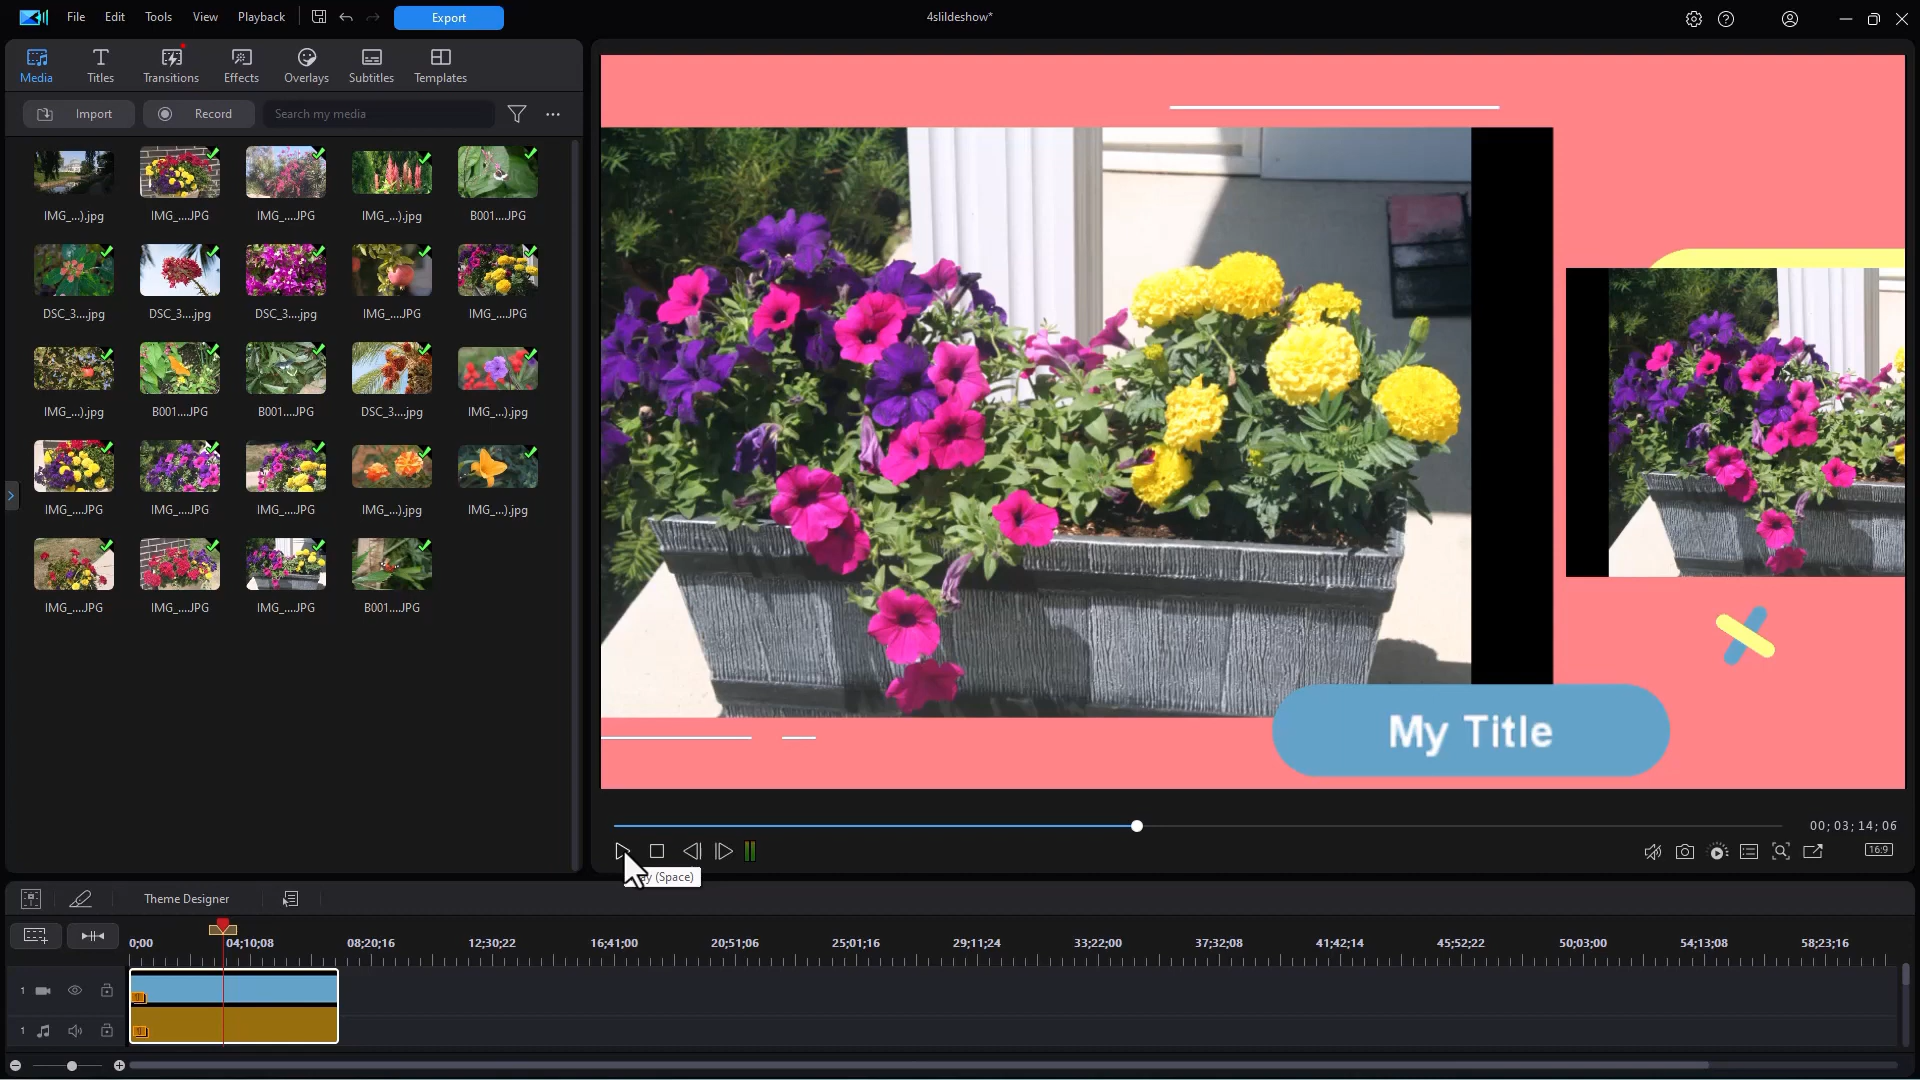 File Edit Tools View Playback Export 4slildeshow*
Media Titles Transitions Effects Overlays Subtitles Templates
Import Record Search my media
IMG_...).jpg IMG_....JPG IMG_....JPG IMG_...).jpg B001....JPG
DSC_3....jpg DSC_3....jpg DSC_3....jpg IMG_....JPG IMG_....JPG
IMG_...).jpg B001....JPG B001....JPG DSC_3....jpg IMG_...).jpg
IMG_....JPG IMG_....JPG IMG_....JPG IMG_...).jpg IMG_...).jpg
IMG_....JPG IMG_....JPG IMG_....JPG B001....JPG
My Title
00; 03; 14; 06
16:9
(Space)
Theme Designer
0;00 04;10;08 08;20;16 12;30;22 16;41;00 20;51;06 25;01;16 29;11;24 33;22;00 37;32;08 41;42;14 45;52;22 50;03;00 54;13;08 58;23;16
1
1